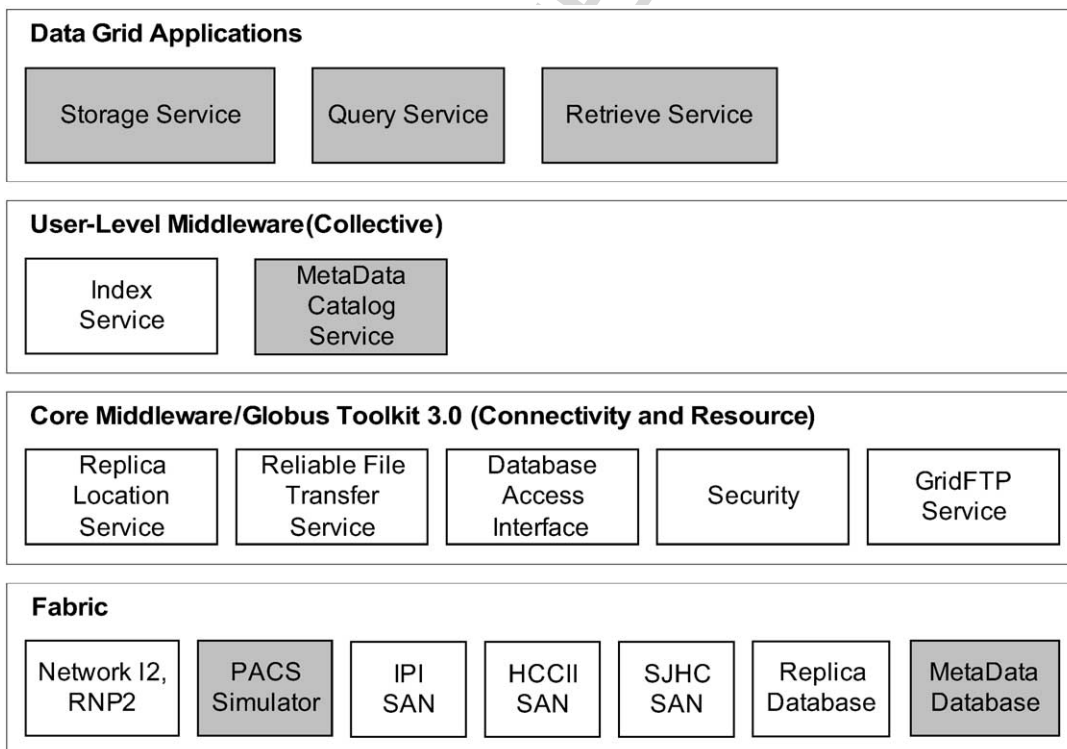 Data Grid Applications
Storage Service
Query Service
Retrieve Service
User-Level Middleware(Collective)
Index
Service
MetaData
Catalog
Service
Core Middleware/Globus Toolkit 3.0 (Connectivity and Resource)
Replica
Location
Service
Reliable File
Transfer
Service
Database
Access
Interface
Security
GridFTP
Service
Fabric
Network I2,
RNP2
PACS
Simulator
IPI
SAN
HCCII
SAN
SJHC
SAN
Replica
Database
MetaData
Database